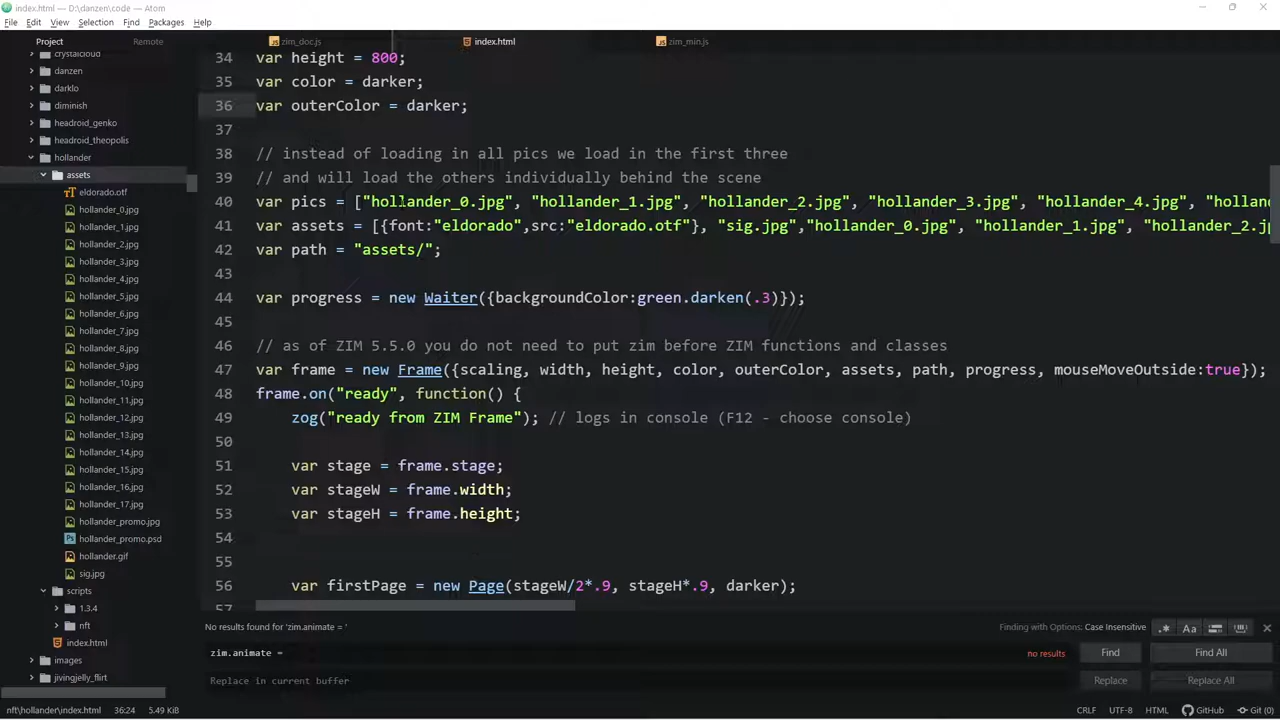 index.html — D:\danzen\code — Atom
File Edit View Selection Find Packages Help
Project Remote
zim_doc.js index.html zim_min.js
crystalcloud
danzen
darklo
diminish
headroid_genko
headroid_theopolis
hollander
assets
eldorado.otf
hollander_0.jpg
hollander_1.jpg
hollander_2.jpg
hollander_3.jpg
hollander_4.jpg
hollander_5.jpg
hollander_6.jpg
hollander_7.jpg
hollander_8.jpg
hollander_9.jpg
hollander_10.jpg
hollander_11.jpg
hollander_12.jpg
hollander_13.jpg
hollander_14.jpg
hollander_15.jpg
hollander_16.jpg
hollander_17.jpg
hollander_promo.jpg
hollander_promo.psd
hollander.gif
sig.jpg
scripts
1.3.4
nft
index.html
images
jivingjelly_flirt
34 var height = 800;
35 var color = darker;
36 var outerColor = darker;
37
38 // instead of loading in all pics we load in the first three
39 // and will load the others individually behind the scene
40 var pics = ["hollander_0.jpg", "hollander_1.jpg", "hollander_2.jpg", "hollander_3.jpg", "hollander_4.jpg", "hollan
41 var assets = [{font:"eldorado",src:"eldorado.otf"}, "sig.jpg","hollander_0.jpg", "hollander_1.jpg", "hollander_2.jp
42 var path = "assets/";
43
44 var progress = new Waiter({backgroundColor:green.darken(.3)});
45
46 // as of ZIM 5.5.0 you do not need to put zim before ZIM functions and classes
47 var frame = new Frame({scaling, width, height, color, outerColor, assets, path, progress, mouseMoveOutside:true});
48 frame.on("ready", function() {
49 zog("ready from ZIM Frame"); // logs in console (F12 - choose console)
50
51 var stage = frame.stage;
52 var stageW = frame.width;
53 var stageH = frame.height;
54
55
56 var firstPage = new Page(stageW/2*.9, stageH*.9, darker);
57
No results found for 'zim.animate = '
Finding with Options: Case Insensitive
.* Aa
zim.animate =
no results
Find Find All
Replace in current buffer
Replace Replace All
nft\hollander\index.html 36:24 5.49 KiB
CRLF UTF-8 HTML GitHub Git (0)